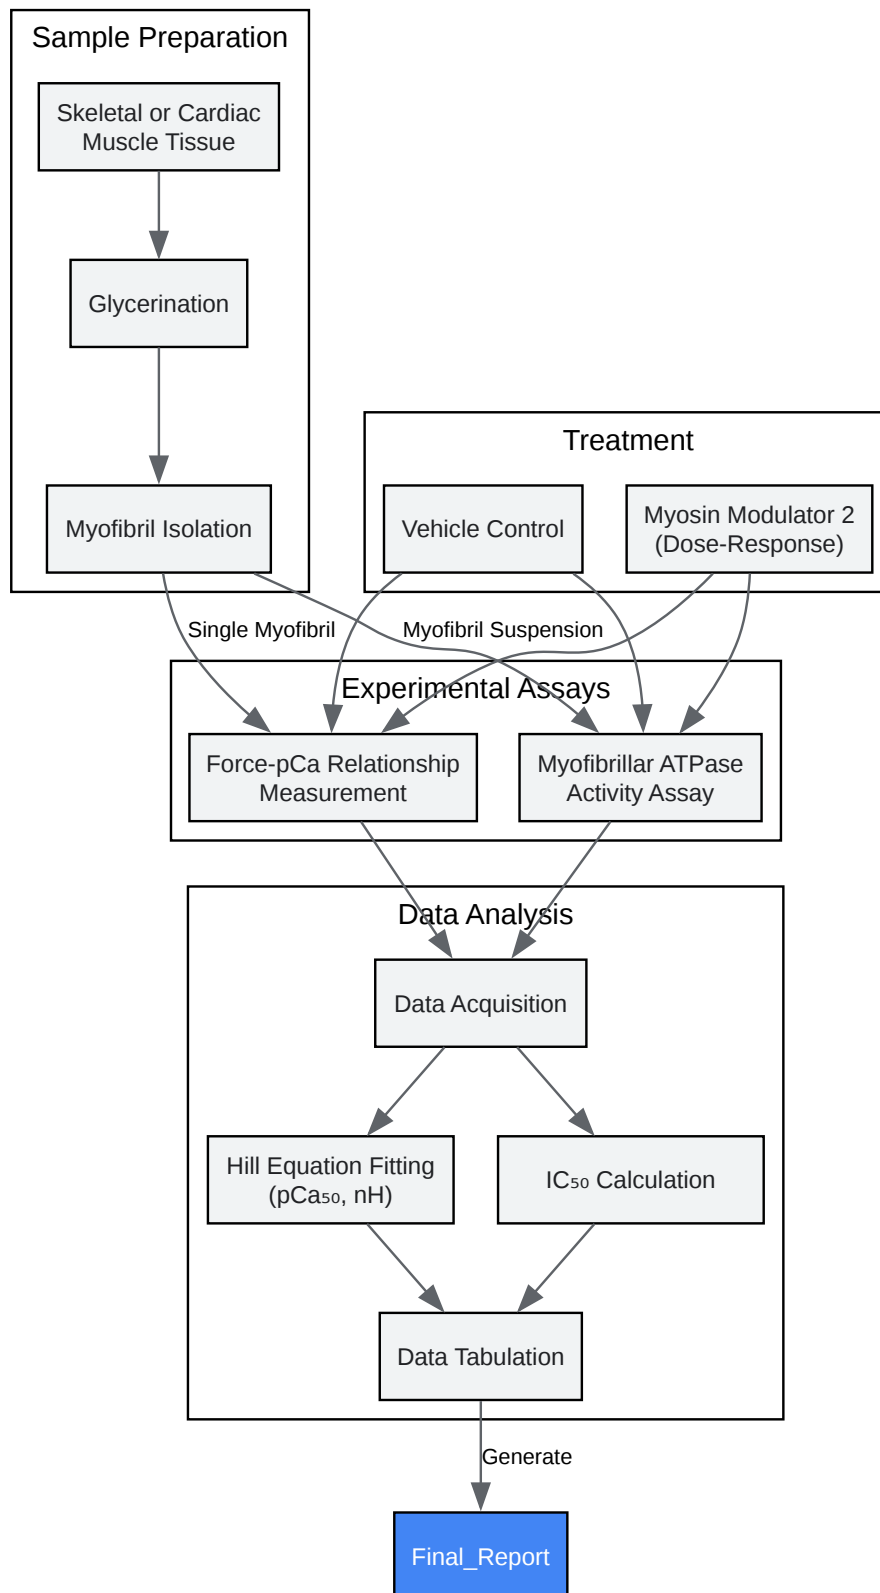 Sample Preparation
Skeletal or Cardiac
Muscle Tissue
Glycerination
Myofibril Isolation
Treatment
Vehicle Control
Myosin Modulator 2
(Dose-Response)
Single Myofibril
Myofibril Suspension
Experimental Assays
Force-pCa Relationship
Measurement
Myofibrillar ATPase
Activity Assay
Data Analysis
Data Acquisition
Hill Equation Fitting
(pCa₅₀, nH)
IC₅₀ Calculation
Data Tabulation
Generate
Final_Report